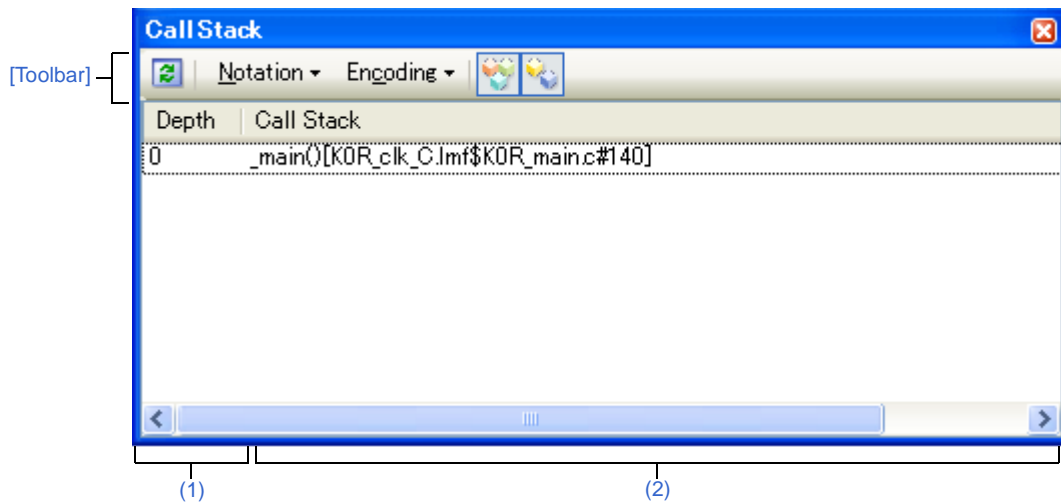 Call Stack
[Toolbar]
Notation Encoding
Depth Call Stack
0 _main()[K0R_clk_C.lmf$K0R_main.c#140]
(1) (2)